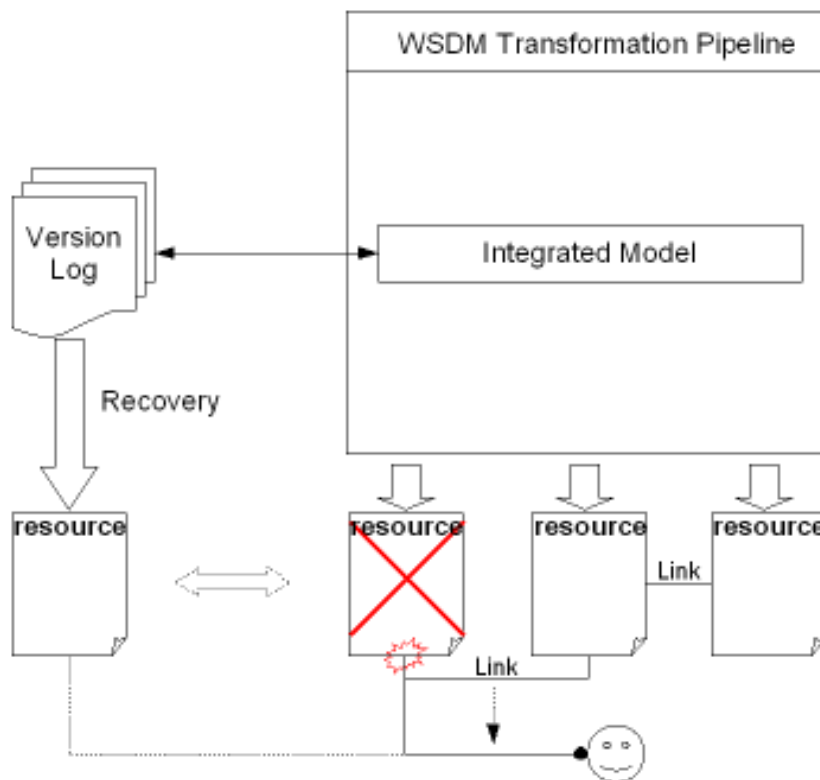 WSDM Transformation Pipeline
Version
Log
Integrated Model
Recovery
resource
resource
resource
resource
Link
Link